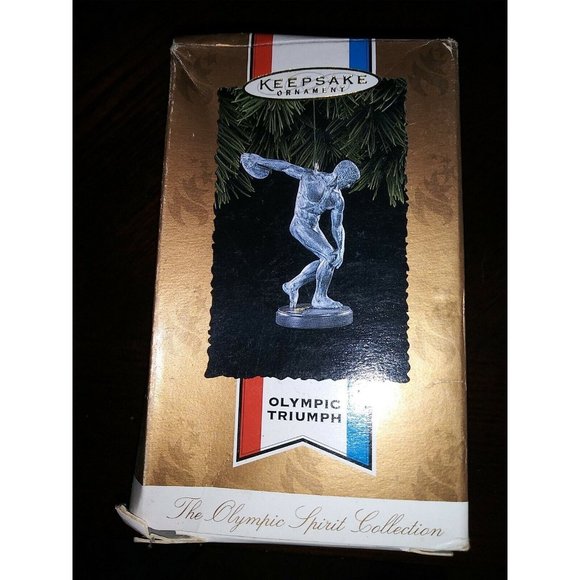 KEEPSAKE
ORNAMENT
OLYMPIC
TRIUMPH
The Olympic Spirit Collection